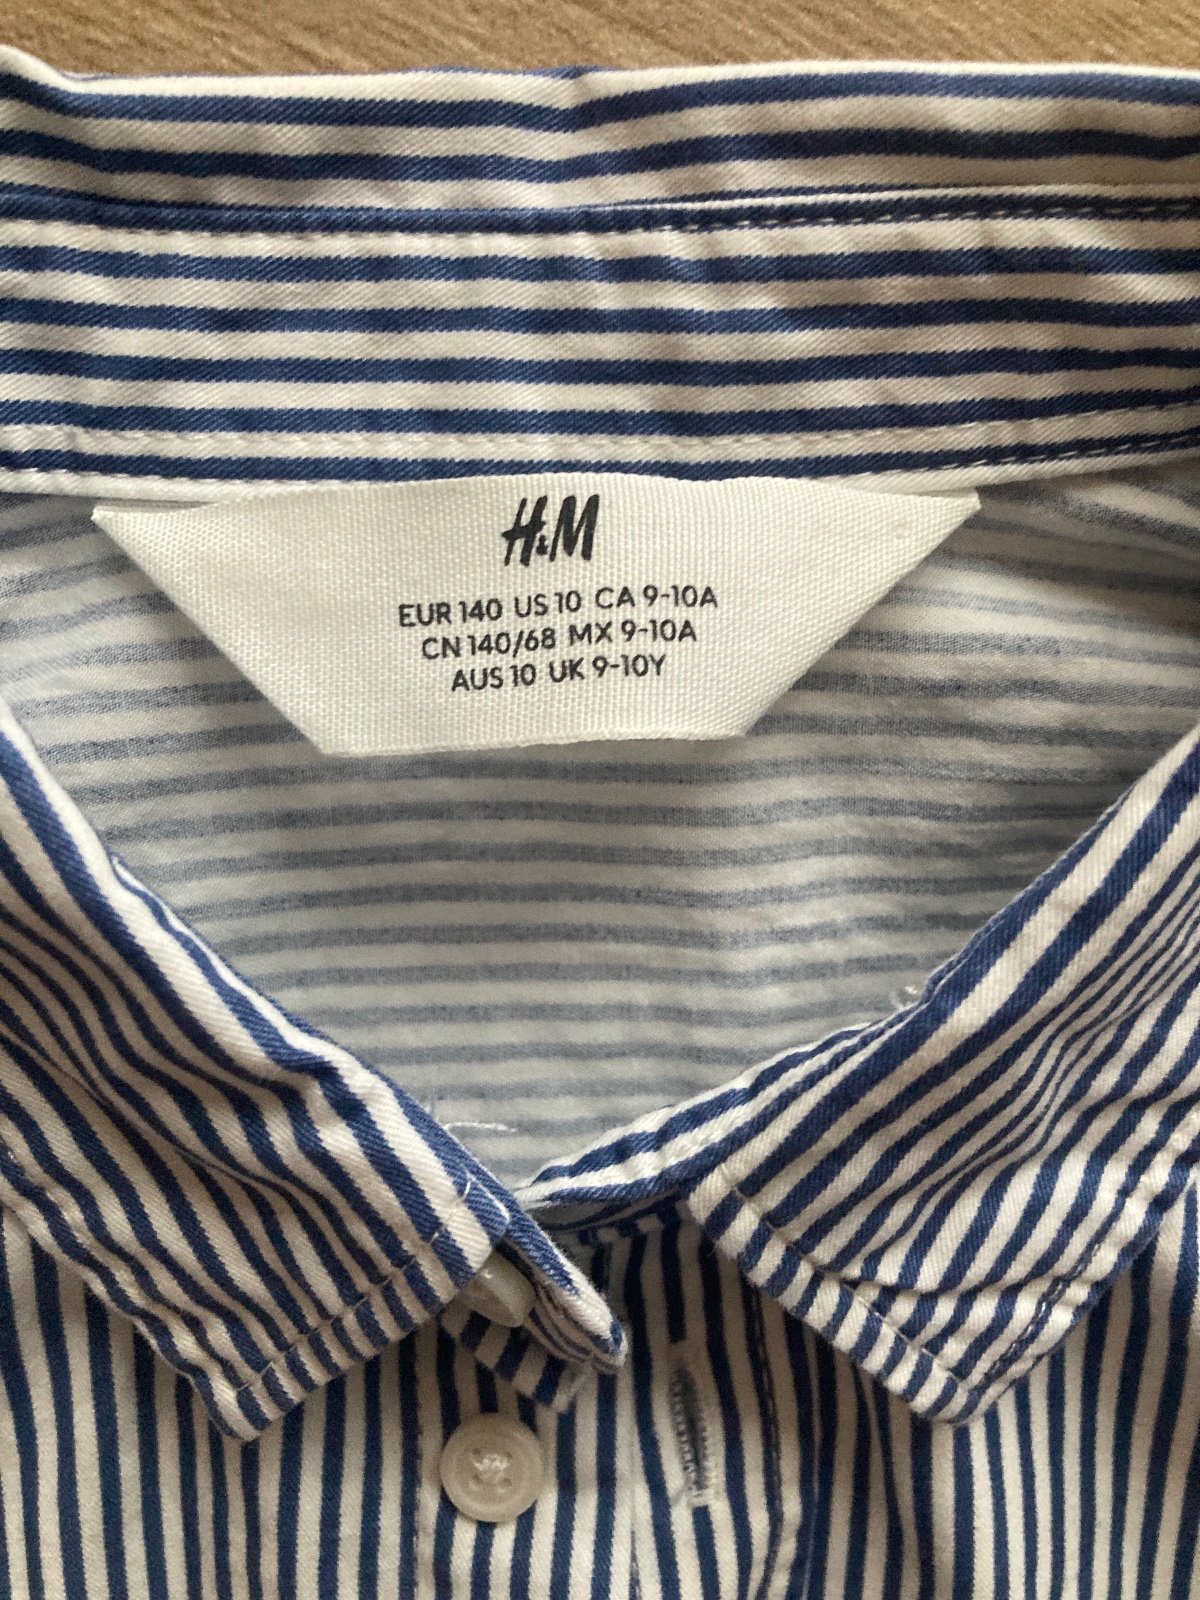 H&M
EUR 140 US 10 CA 9-10A
CN 140/68 MX 9-10A
AUS 10 UK 9-10Y